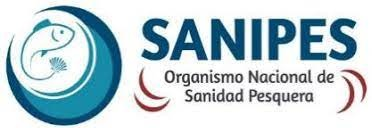 SANIPES
Organismo Nacional de
Sanidad Pesquera